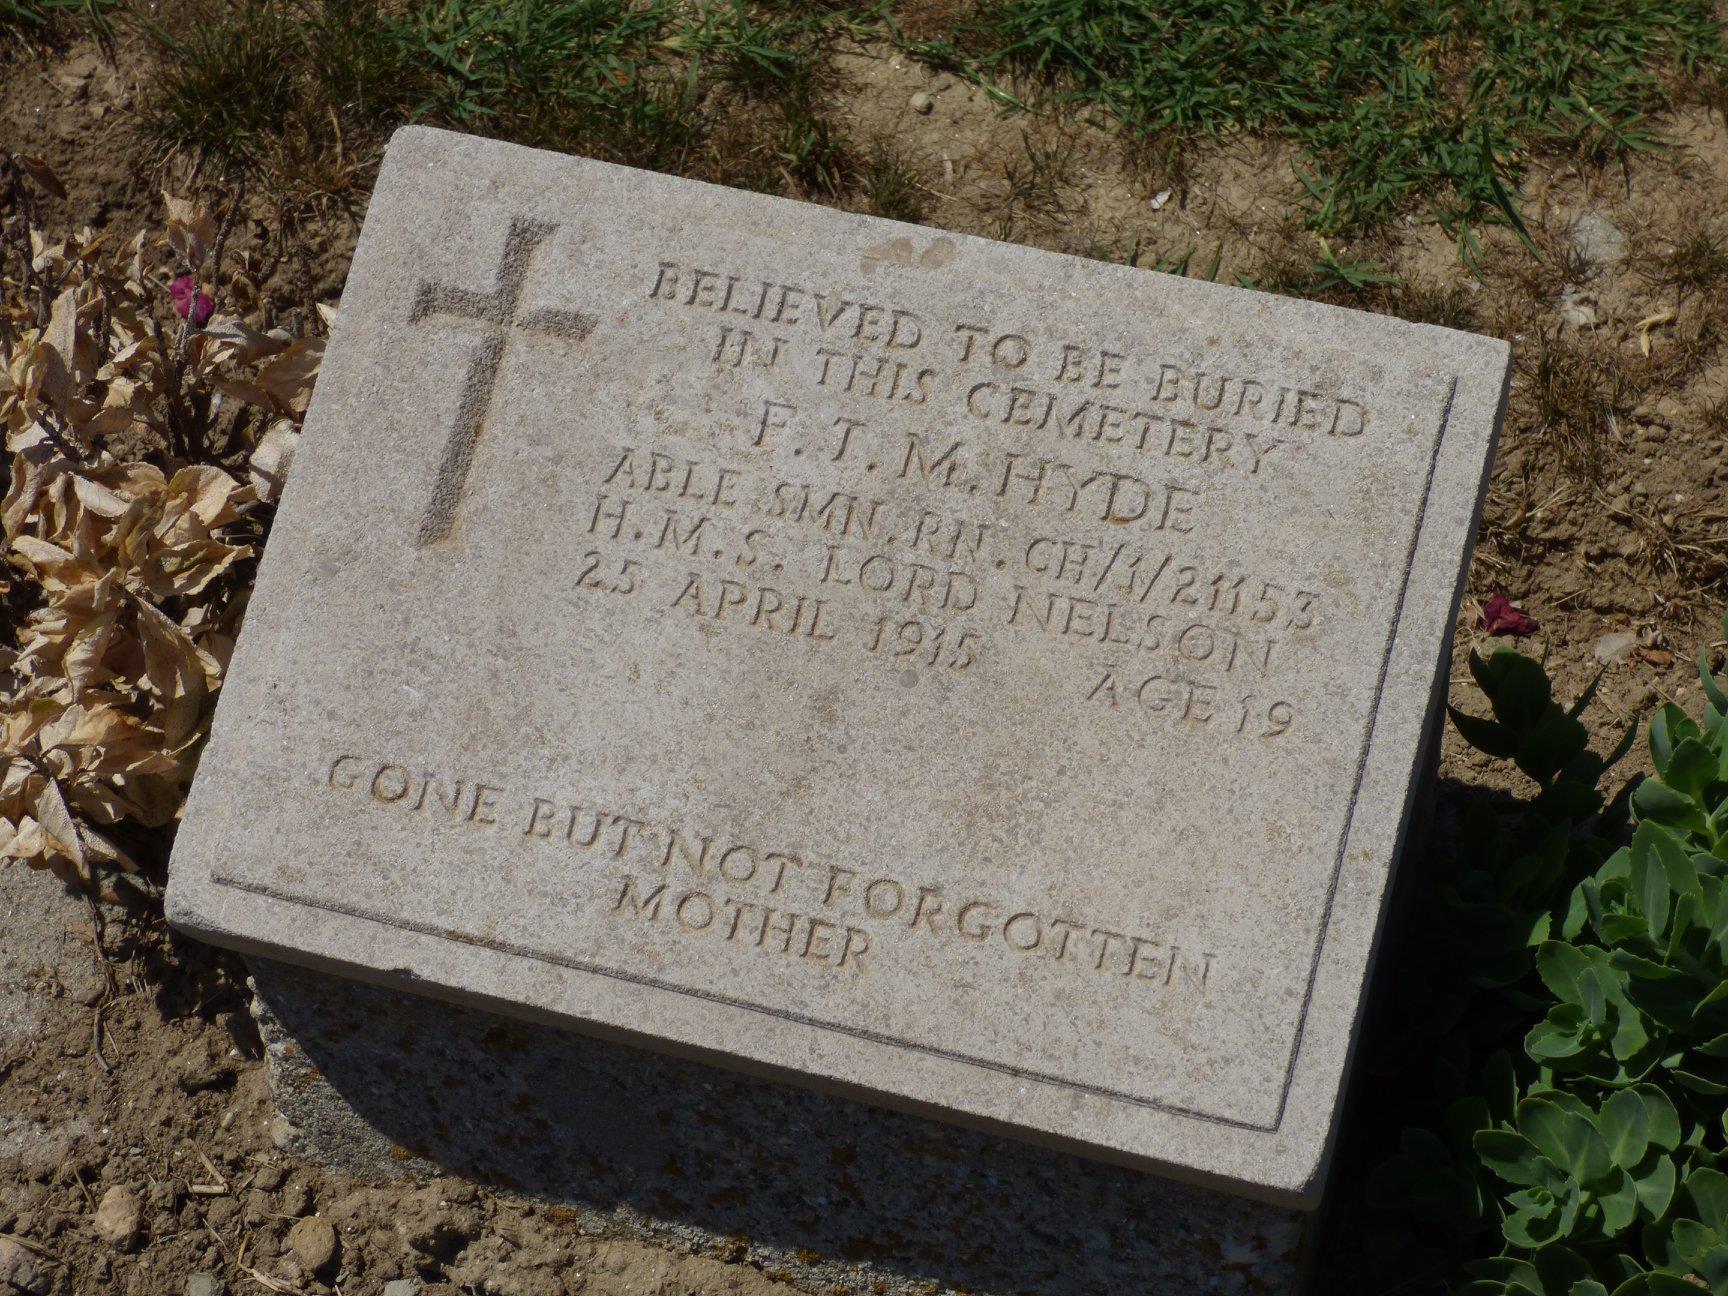 BELIEVED TO BE BURIED
IN THIS CEMETERY
F. T. M. HYDE
ABLE SMN. RN. CH/1/21153
H.M.S. LORD NELSON
25 APRIL 1915 AGE 19
GONE BUT NOT FORGOTTEN
MOTHER